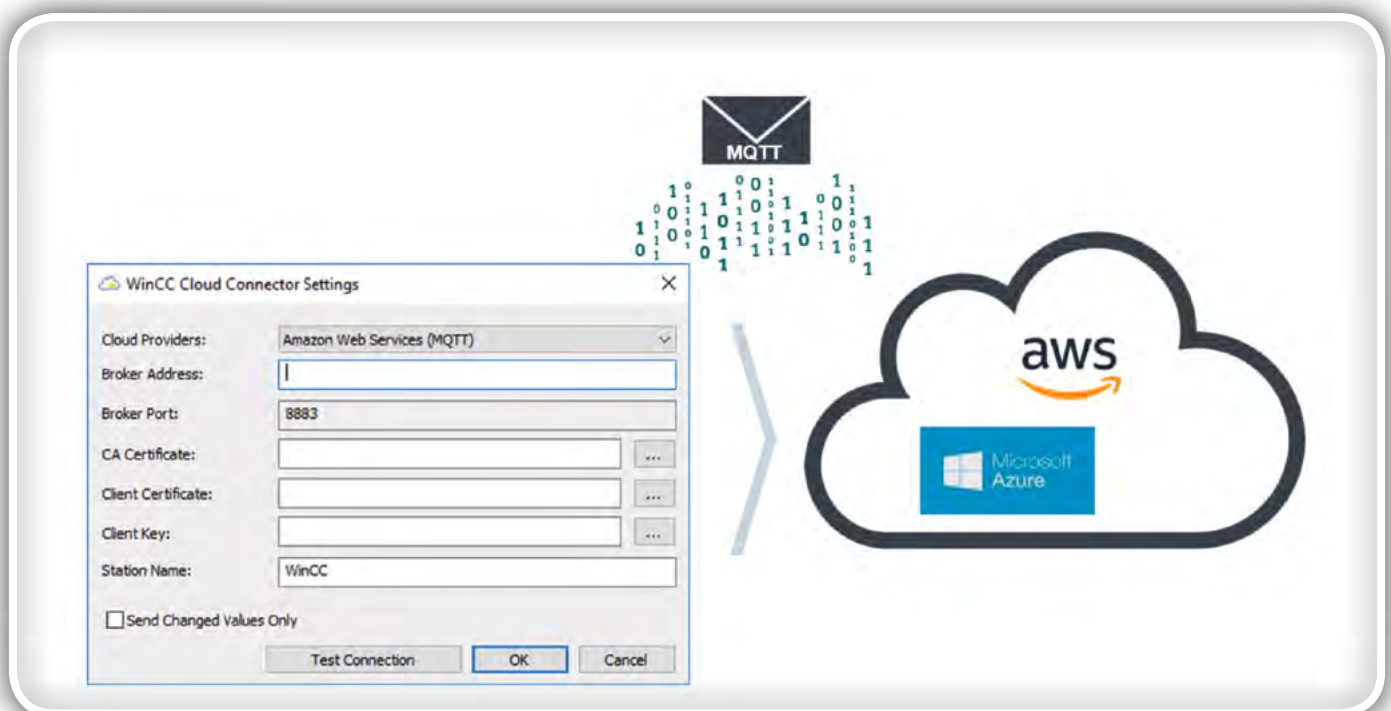 MQTT
WinCC Cloud Connector Settings
Cloud Providers: Amazon Web Services (MQTT)
Broker Address:
Broker Port: 8883
CA Certificate: ...
Client Certificate: ...
Client Key: ...
Station Name: WinCC
Send Changed Values Only
Test Connection OK Cancel
aws
Microsoft
Azure